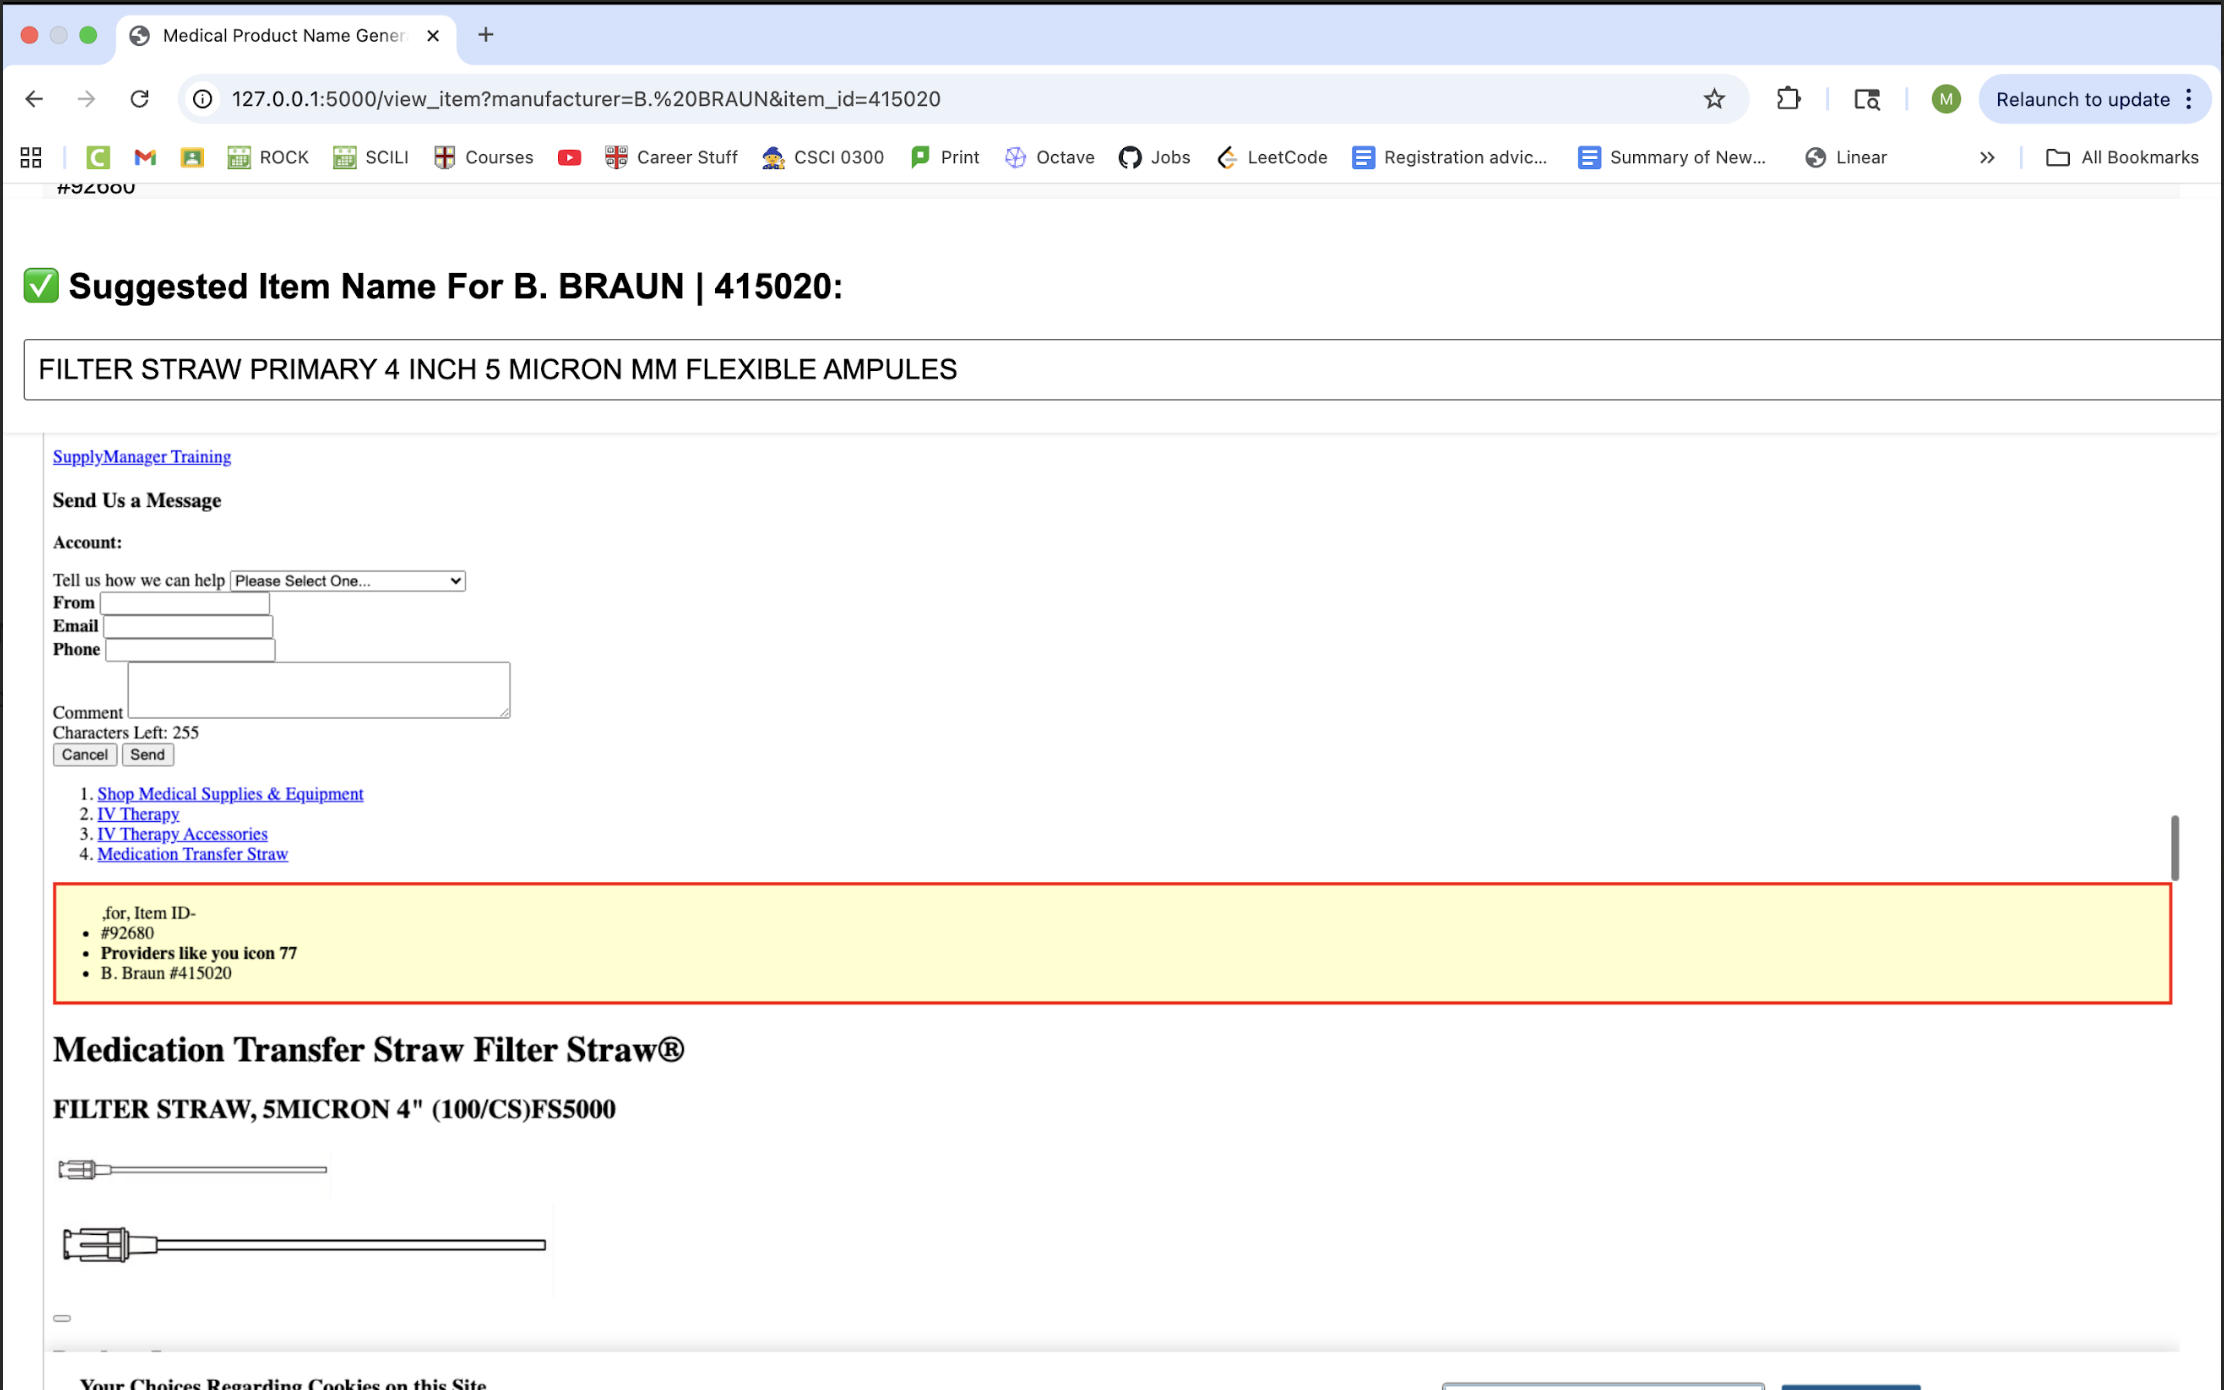 Medical Product Name Gener
127.0.0.1:5000/view_item?manufacturer=B.%20BRAUN&item_id=415020
M
Relaunch to update
ROCK
SCILI
Courses
Career Stuff
CSCI 0300
Print
Octave
Jobs
LeetCode
Registration advic...
Summary of New...
Linear
All Bookmarks
#92680
Suggested Item Name For B. BRAUN | 415020:
FILTER STRAW PRIMARY 4 INCH 5 MICRON MM FLEXIBLE AMPULES
SupplyManager Training
Send Us a Message
Account:
Tell us how we can help Please Select One...
From
Email
Phone
Comment
Characters Left: 255
Cancel Send
1. Shop Medical Supplies & Equipment
2. IV Therapy
3. IV Therapy Accessories
4. Medication Transfer Straw
,for, Item ID-
• #92680
• Providers like you icon 77
• B. Braun #415020
Medication Transfer Straw Filter Straw®
FILTER STRAW, 5MICRON 4" (100/CS)FS5000
Your Choices Regarding Cookies on this Site